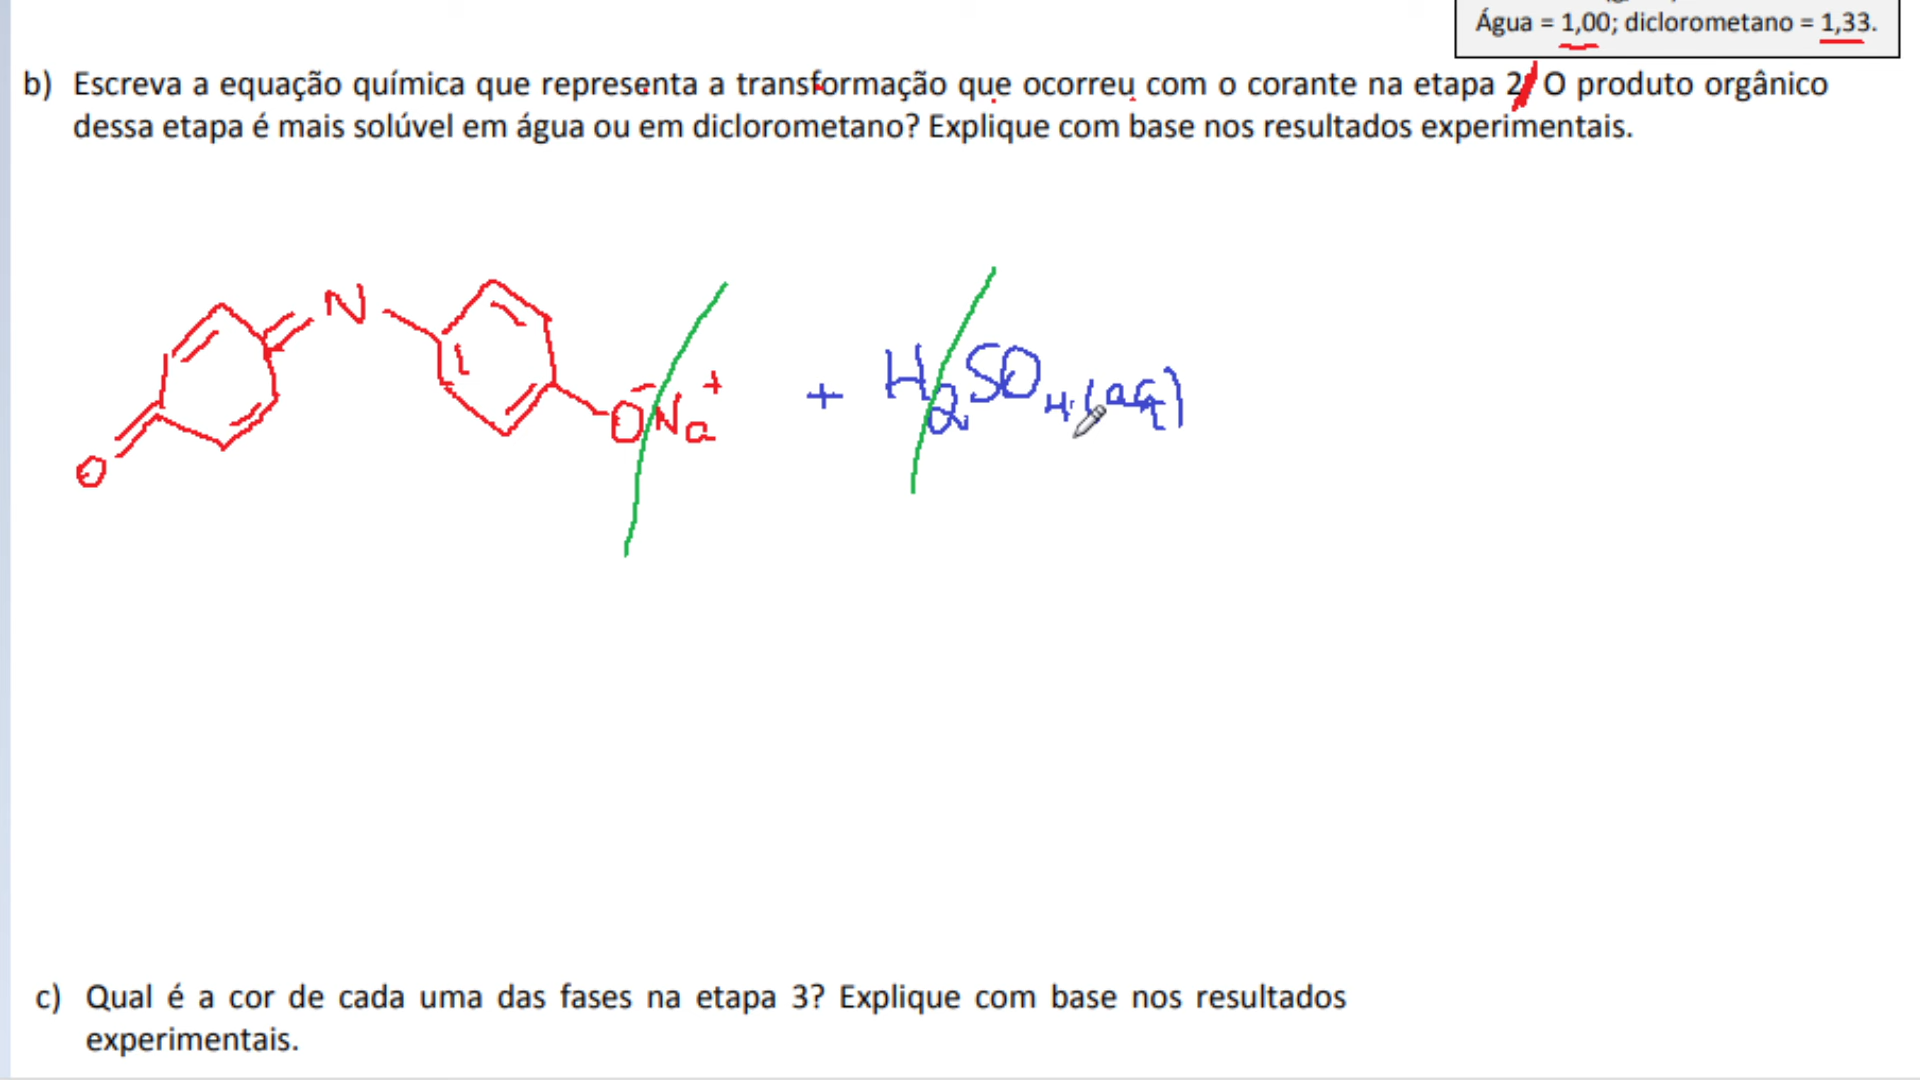 Água = 1,00; diclorometano = 1,33.
b) Escreva a equação química que representa a transformação que ocorreu com o corante na etapa 2. O produto orgânico
dessa etapa é mais solúvel em água ou em diclorometano? Explique com base nos resultados experimentais.
N
O
O⁻Na⁺ + H₂SO₄(aq)
c) Qual é a cor de cada uma das fases na etapa 3? Explique com base nos resultados
experimentais.